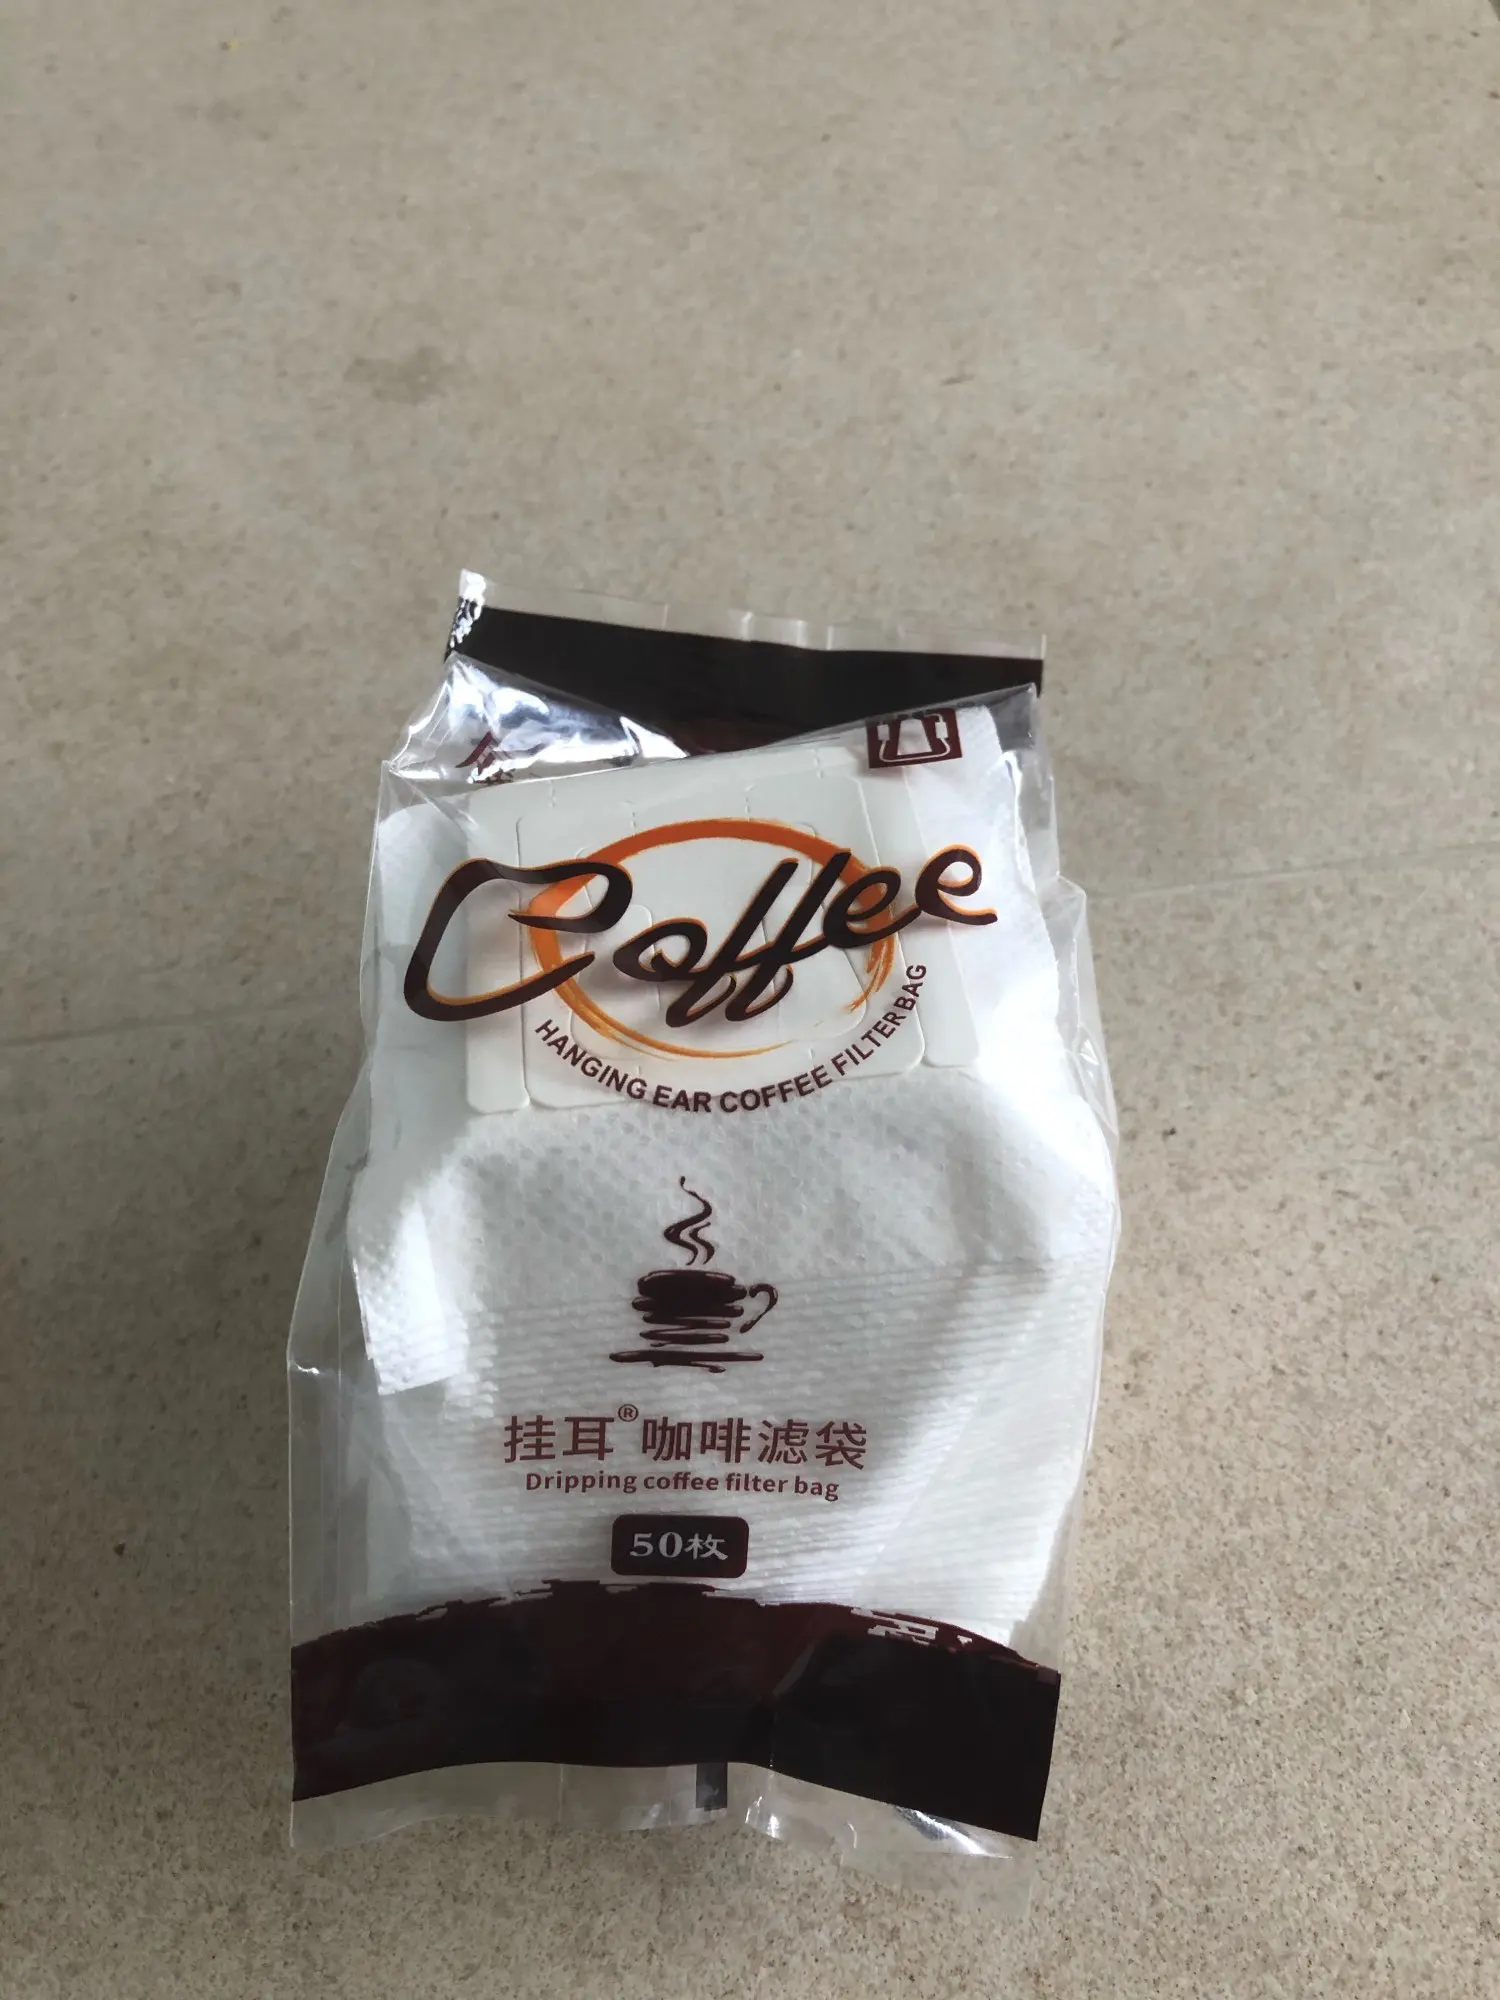 Coffee
HANGING EAR COFFEE FILTER BAG
挂耳®咖啡滤袋
Dripping coffee filter bag
50枚